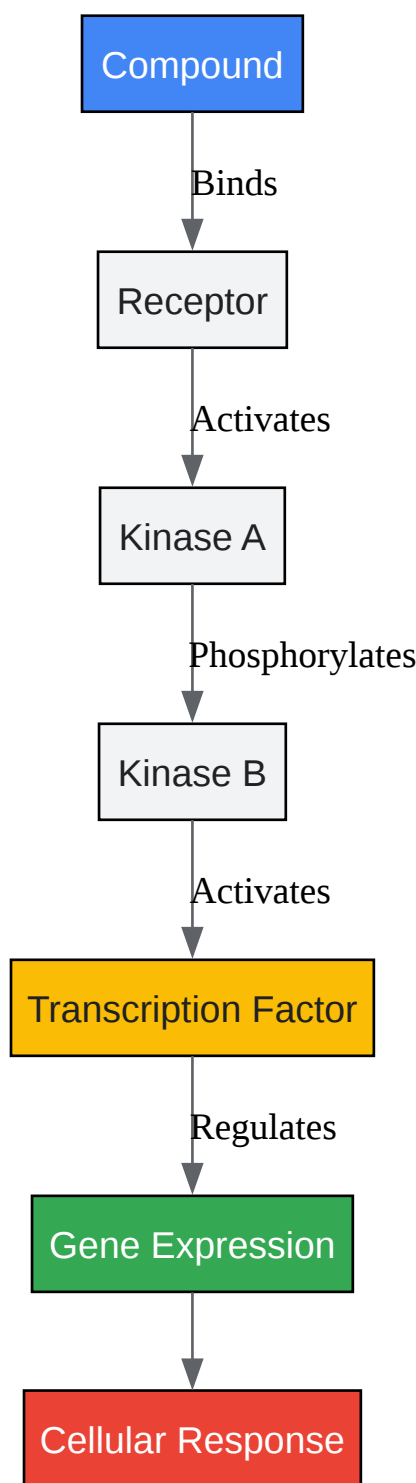 Compound
Binds
Receptor
Activates
Kinase A
Phosphorylates
Kinase B
Activates
Transcription Factor
Regulates
Gene Expression
Cellular Response